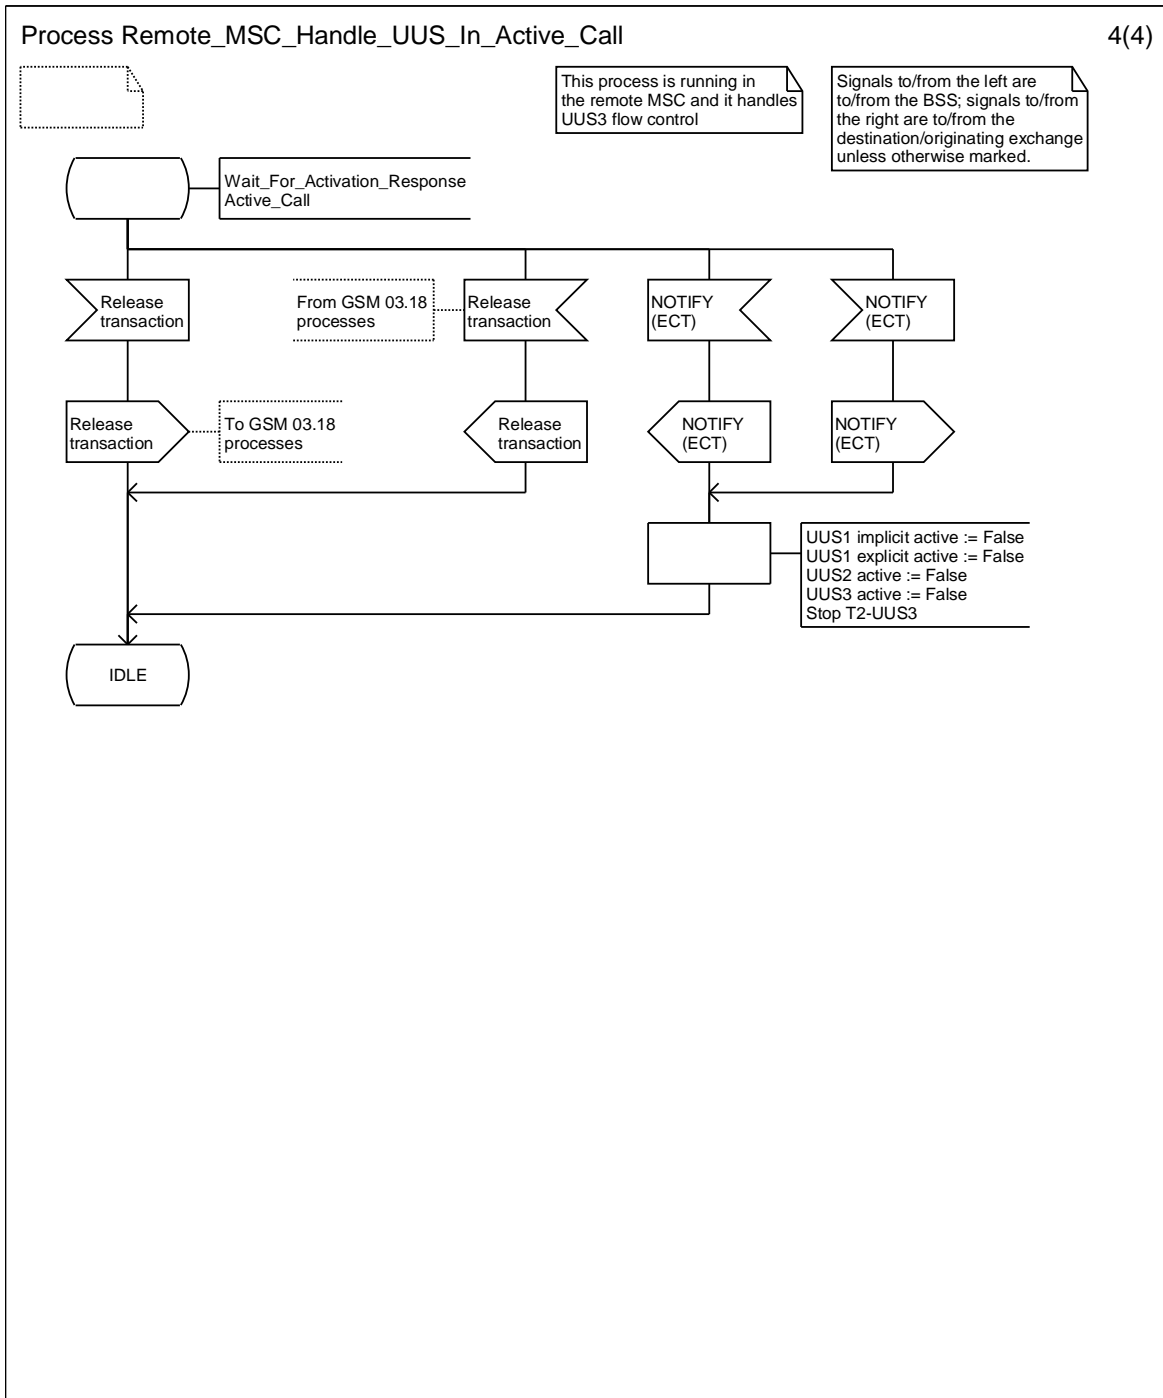 Process Remote_MSC_Handle_UUS_In_Active_Call
4(4)
This process is running in
the remote MSC and it handles
UUS3 flow control
Signals to/from the left are
to/from the BSS; signals to/from
the right are to/from the
destination/originating exchange
unless otherwise marked.
Wait_For_Activation_Response
Active_Call
Release
transaction
From GSM 03.18
processes
Release
transaction
NOTIFY
(ECT)
NOTIFY
(ECT)
Release
transaction
To GSM 03.18
processes
Release
transaction
NOTIFY
(ECT)
NOTIFY
(ECT)
UUS1 implicit active := False
UUS1 explicit active := False
UUS2 active := False
UUS3 active := False
Stop T2-UUS3
IDLE